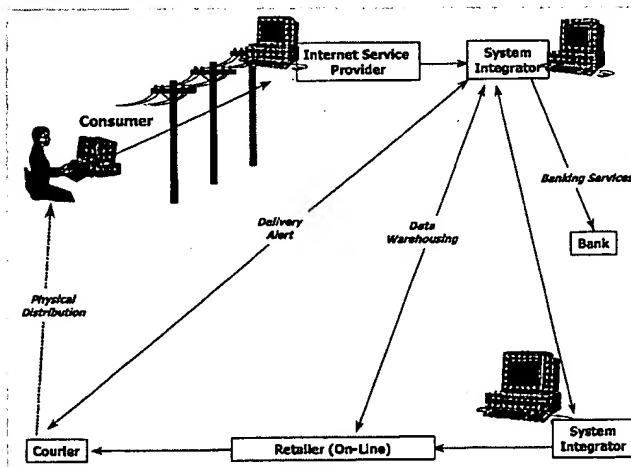 Internet Service
Provider
System
Integrator
Consumer
Banking Services
Delivery
Alert
Data
Warehousing
Bank
Physical
Distribution
Courier
Retailer (On-Line)
System
Integrator